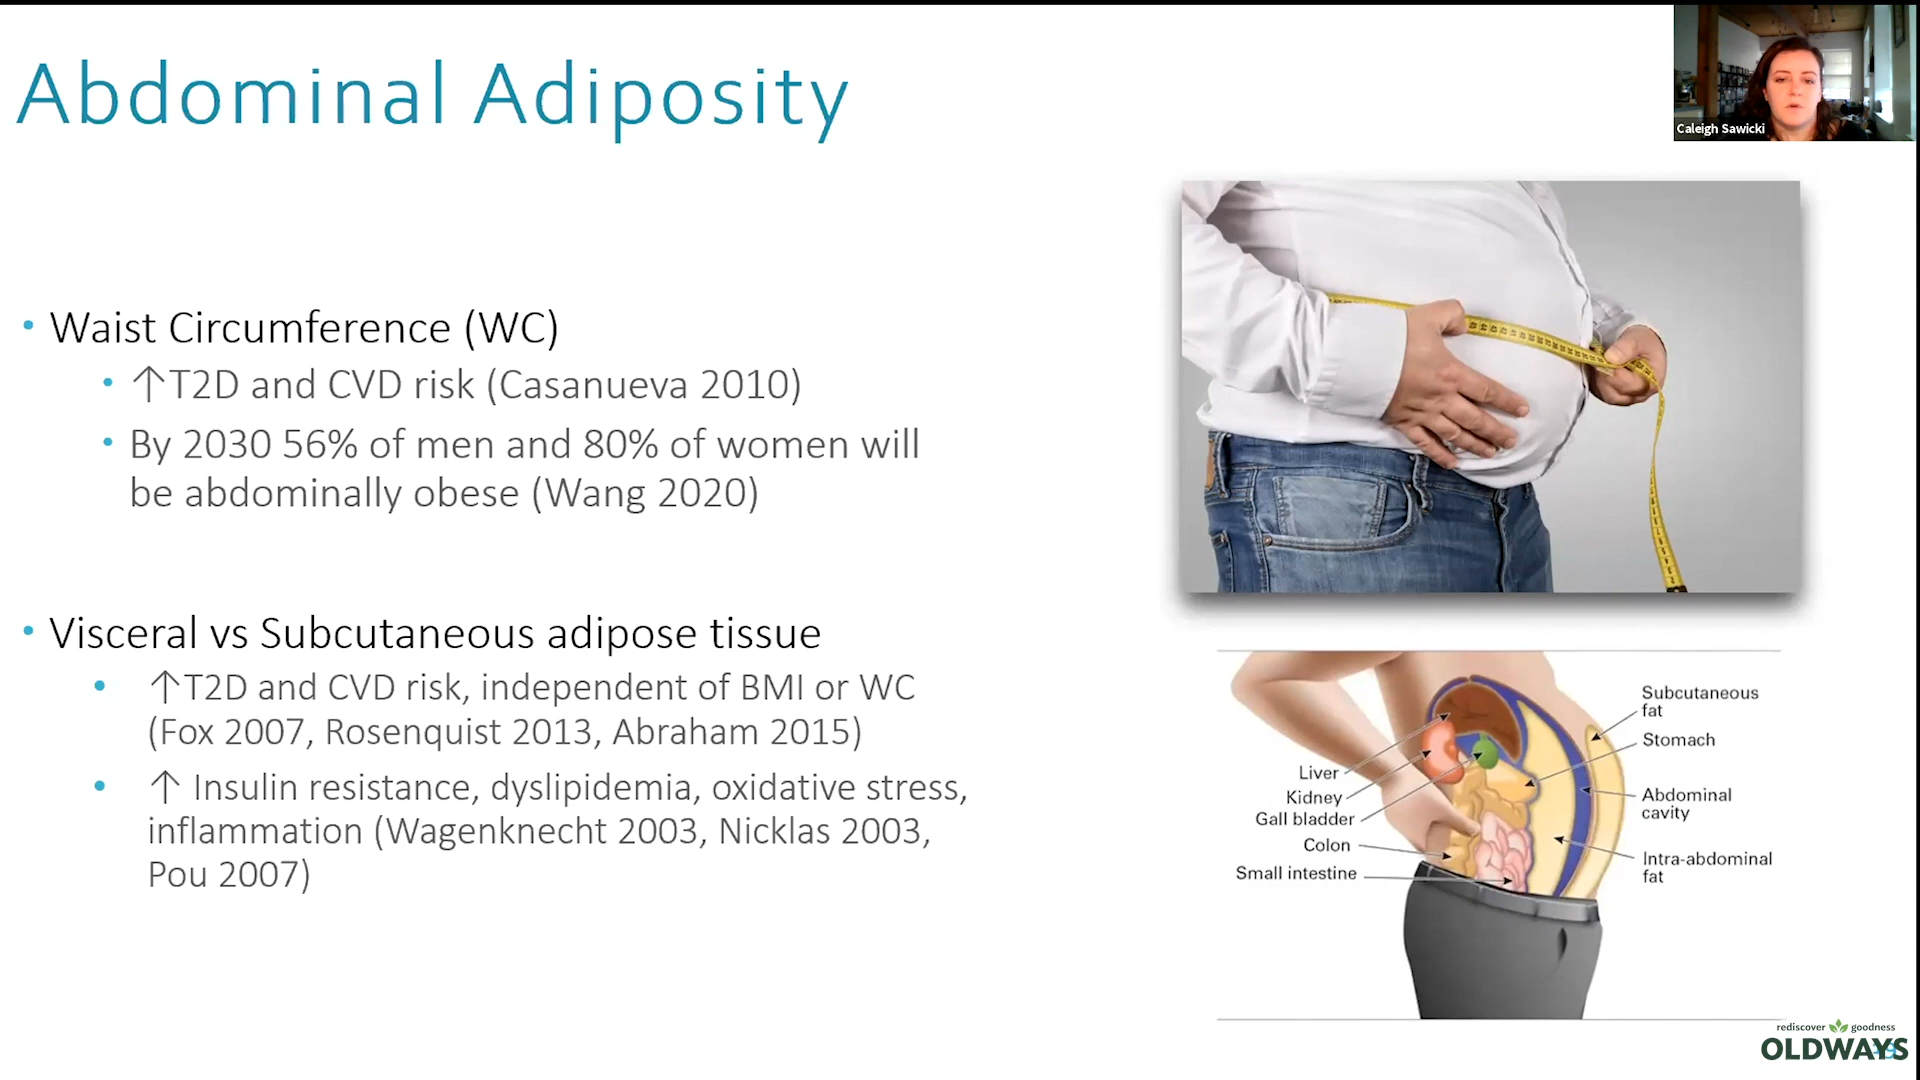 Abdominal Adiposity
Caleigh Sawicki
• Waist Circumference (WC)
• ↑T2D and CVD risk (Casanueva 2010)
• By 2030 56% of men and 80% of women will
be abdominally obese (Wang 2020)
• Visceral vs Subcutaneous adipose tissue
• ↑T2D and CVD risk, independent of BMI or WC
(Fox 2007, Rosenquist 2013, Abraham 2015)
• ↑ Insulin resistance, dyslipidemia, oxidative stress,
inflammation (Wagenknecht 2003, Nicklas 2003,
Pou 2007)
Liver
Kidney
Gall bladder
Colon
Small intestine
Subcutaneous
fat
Stomach
Abdominal
cavity
Intra-abdominal
fat
rediscover goodness
OLDWAYS